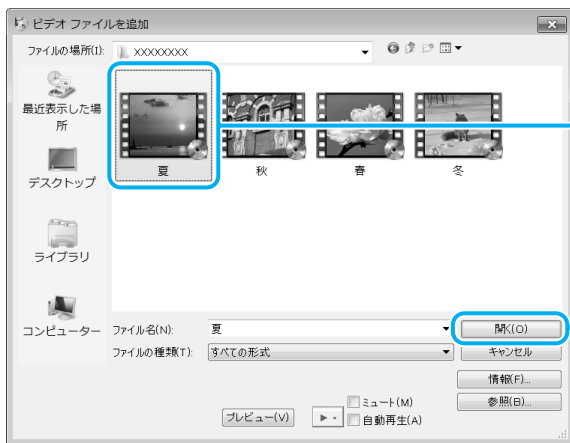 ビデオ ファイルを追加
ファイルの場所(I):
XXXXXXXX
最近表示した場
所
デスクトップ
ライブラリ
コンピューター
夏
秋
春
冬
ファイル名(N):
夏
開く(O)
ファイルの種類(T):
すべての形式
キャンセル
情報(F)...
参照(B)...
プレビュー(V)
ミュート(M)
自動再生(A)